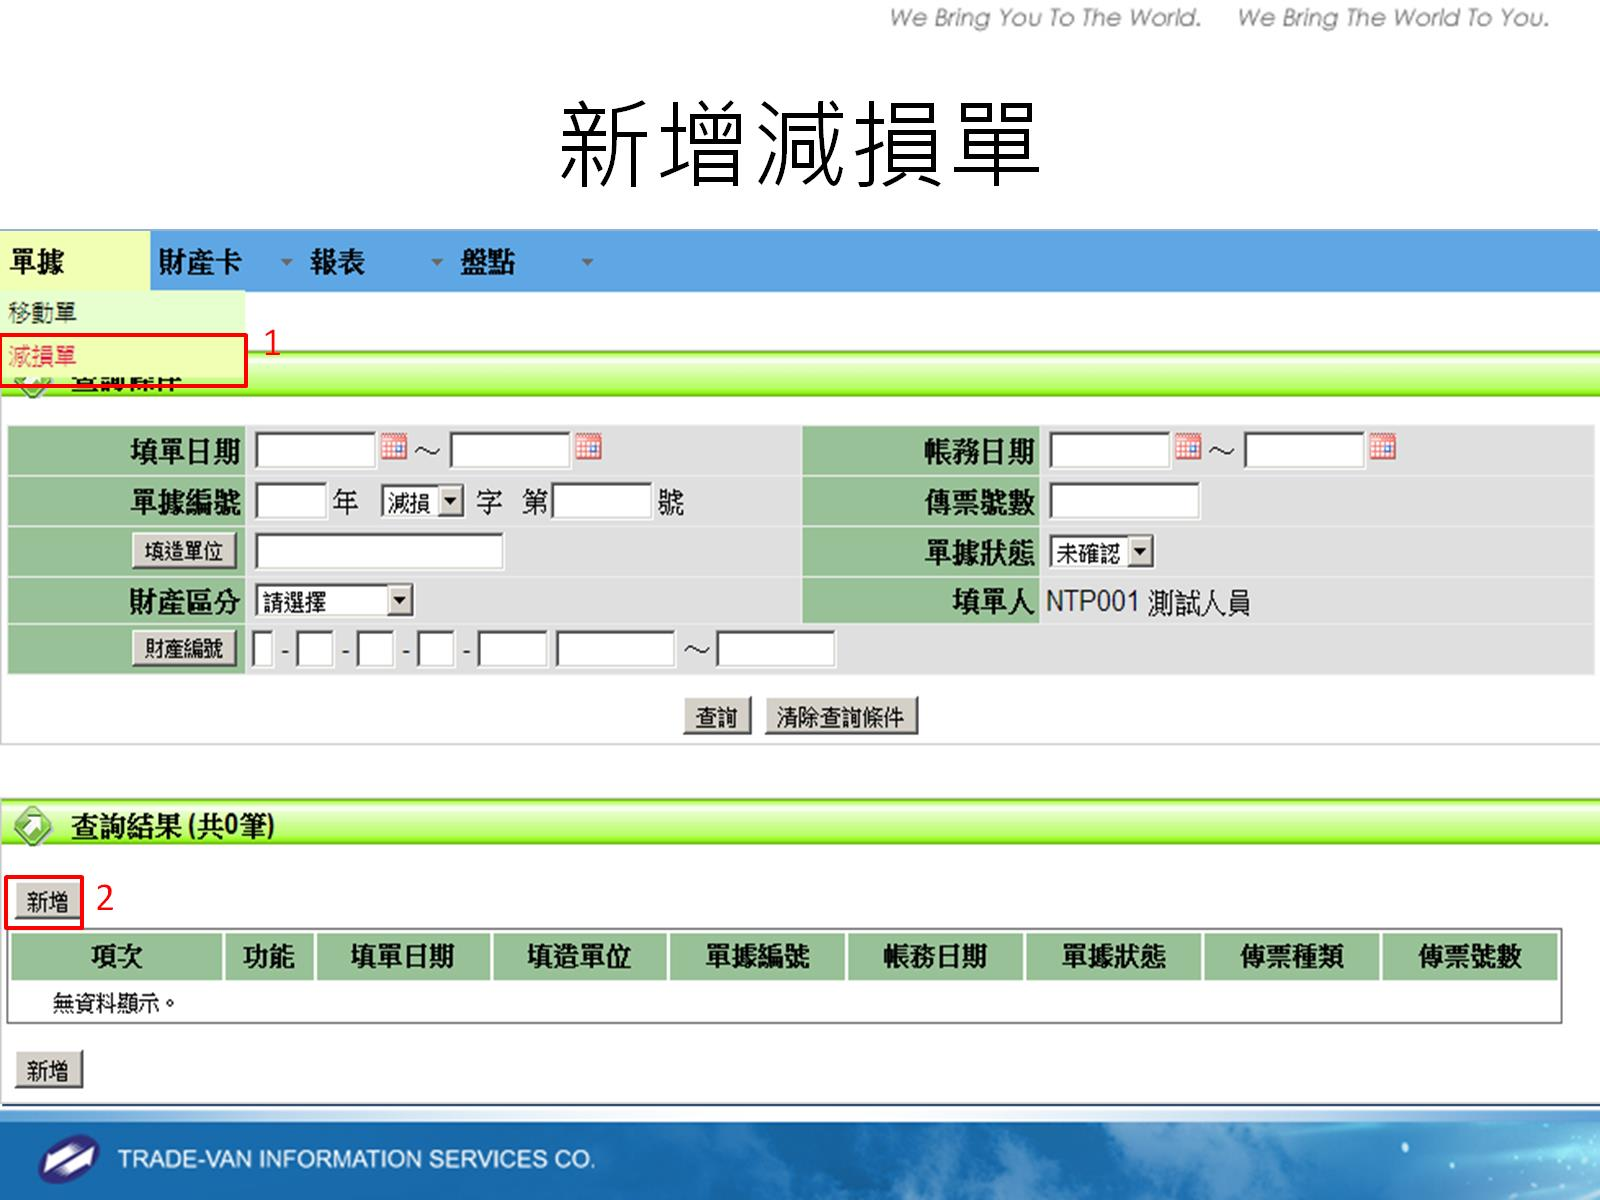 We Bring You To The World.  We Bring The World To You.
新增減損單
單據 財產卡 報表 盤點
移動單
減損單 1
查詢條件
填單日期 ～ 帳務日期 ～
單據編號 年 減損 字 第 號 傳票號數
填造單位 單據狀態 未確認
財產區分 請選擇 填單人 NTP001 測試人員
財產編號 - - - - ～
查詢 清除查詢條件
查詢結果 (共0筆)
新增 2
項次 功能 填單日期 填造單位 單據編號 帳務日期 單據狀態 傳票種類 傳票號數
無資料顯示。
新增
TRADE-VAN INFORMATION SERVICES CO.